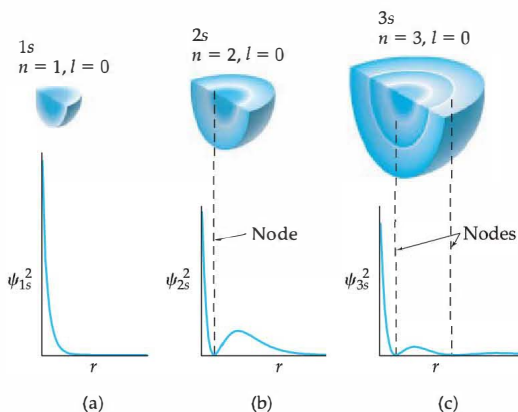 1s
n = 1, l = 0
2s
n = 2, l = 0
3s
n = 3, l = 0
Node
Nodes
ψ1s²
ψ2s²
ψ3s²
r
r
r
(a)
(b)
(c)